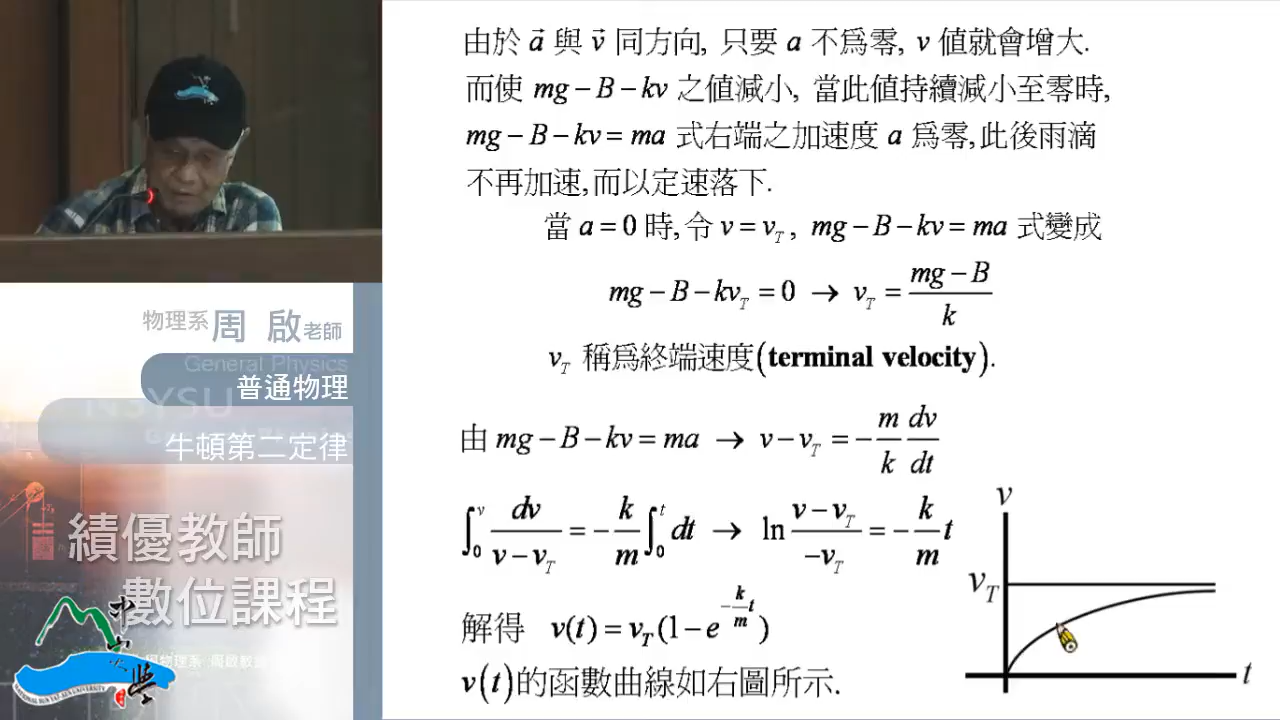 由於 a⃗ 與 v⃗ 同方向, 只要 a 不為零, v 值就會增大.
而使 mg − B − kv 之值減小, 當此值持續減小至零時,
mg − B − kv = ma 式右端之加速度 a 為零, 此後雨滴
不再加速, 而以定速落下.
當 a = 0 時, 令 v = v_T , mg − B − kv = ma 式變成
mg − B − kv_T = 0 → v_T = (mg − B)/k
v_T 稱為終端速度(terminal velocity).
由 mg − B − kv = ma → v − v_T = −(m/k)(dv/dt)
∫₀^v dv/(v − v_T) = −(k/m)∫₀^t dt → ln (v − v_T)/(−v_T) = −(k/m)t
解得 v(t) = v_T(1 − e^(−(k/m)t))
v(t)的函數曲線如右圖所示.
v
v_T
t
物理系 周 啟 老師
General Physics
普通物理
NSYSU
牛頓第二定律
績優教師
數位課程